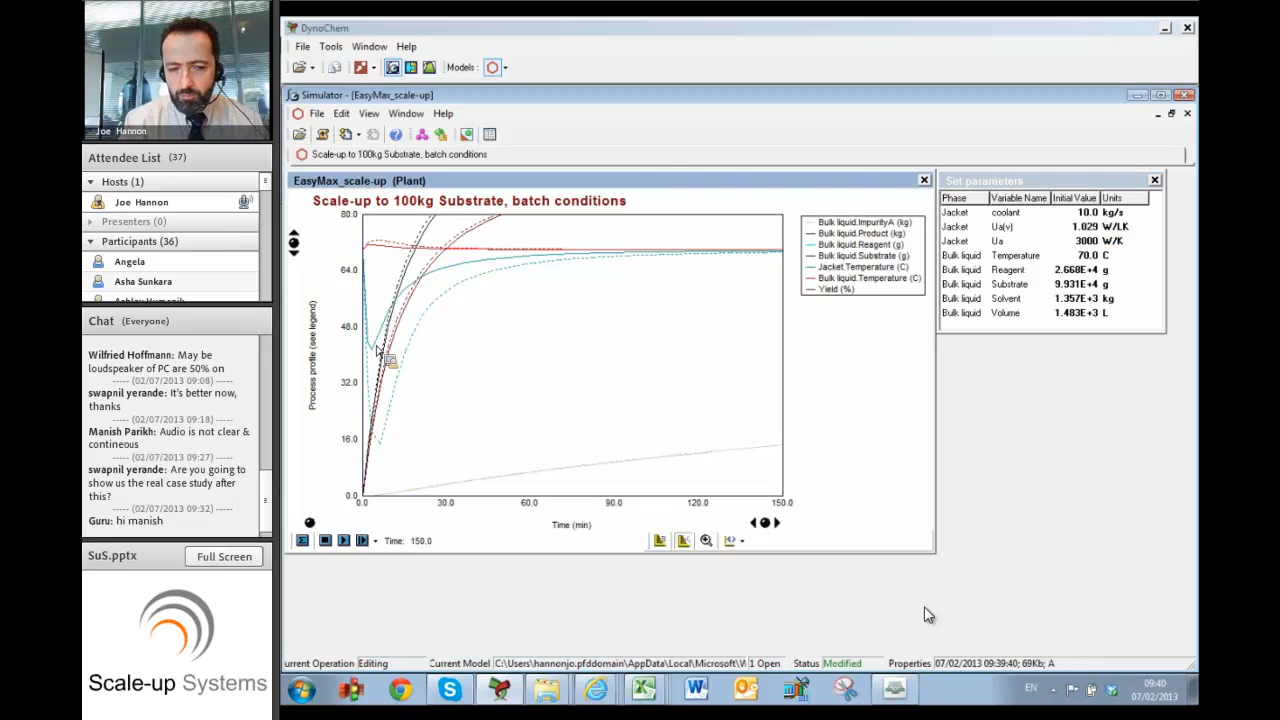 Joe Hannon
Attendee List (37)
Hosts (1)
Joe Hannon
Presenters (0)
Participants (36)
Angela
Asha Sunkara
Chat (Everyone)
Wilfried Hoffmann: May be
loudspeaker of PC are 50% on
----- (02/07/2013 09:08) -----
swapnil yerande: It's better now,
thanks
----- (02/07/2013 09:18) -----
Manish Parikh: Audio is not clear &
contineous
----- (02/07/2013 09:27) -----
swapnil yerande: Are you going to
show us the real case study after
this?
----- (02/07/2013 09:32) -----
Guru: hi manish
SuS.pptx
Full Screen
Scale-up Systems
DynoChem
File Tools Window Help
Models :
Simulator - [EasyMax_scale-up]
File Edit View Window Help
Scale-up to 100kg Substrate, batch conditions
EasyMax_scale-up (Plant)
Scale-up to 100kg Substrate, batch conditions
80.0
64.0
48.0
32.0
16.0
0.0
Process profile (see legend)
0.0 30.0 60.0 90.0 120.0 150.0
Time (min)
Bulk liquid.ImpurityA (kg)
Bulk liquid.Product (kg)
Bulk liquid.Reagent (g)
Bulk liquid.Substrate (g)
Jacket.Temperature (C)
Bulk liquid.Temperature (C)
Yield (%)
Time: 150.0
Set parameters
Phase Variable Name Initial Value Units
Jacket coolant 10.0 kg/s
Jacket Ua(v) 1.029 W/LK
Jacket Ua 3000 W/K
Bulk liquid Temperature 70.0 C
Bulk liquid Reagent 2.668E+4 g
Bulk liquid Substrate 9.931E+4 g
Bulk liquid Solvent 1.357E+3 kg
Bulk liquid Volume 1.483E+3 L
urrent Operation Editing Current Model C:\Users\hannonjo.pfddomain\AppData\Local\Microsoft\W 1 Open Status Modified Properties 07/02/2013 09:39:40; 69Kb; A
EN
09:40
07/02/2013